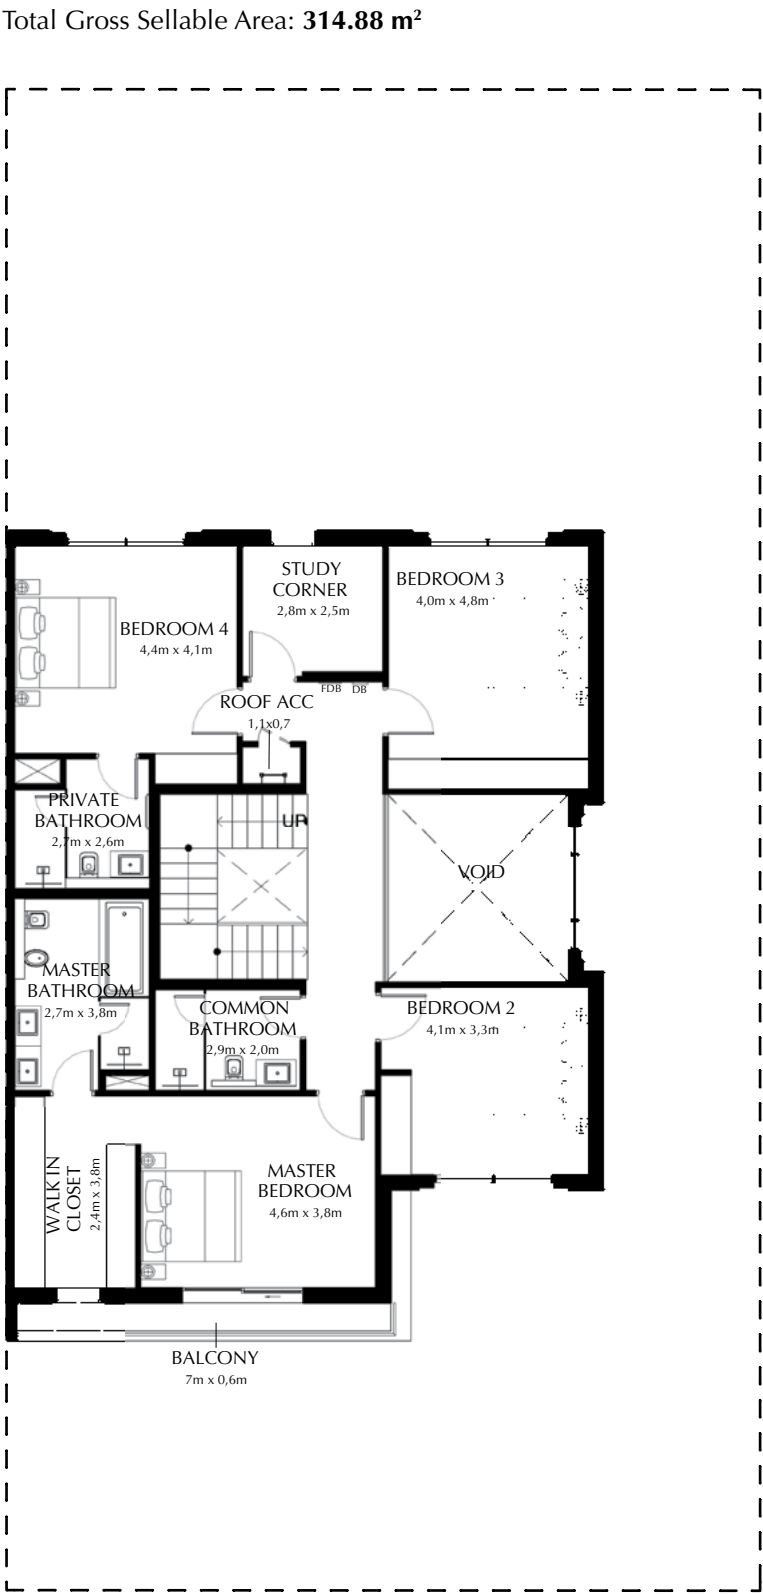 Total Gross Sellable Area: 314.88 m²
STUDY
CORNER
2,8m x 2,5m
BEDROOM 3
4,0m x 4,8m
BEDROOM 4
4,4m x 4,1m
FDB DB
ROOF ACC
1,1x0,7
PRIVATE
BATHROOM
2,7m x 2,6m
UP
VOID
MASTER
BATHROOM
2,7m x 3,8m
COMMON
BATHROOM
2,9m x 2,0m
BEDROOM 2
4,1m x 3,3m
WALK IN
CLOSET
2,4m x 3,8m
MASTER
BEDROOM
4,6m x 3,8m
BALCONY
7m x 0,6m